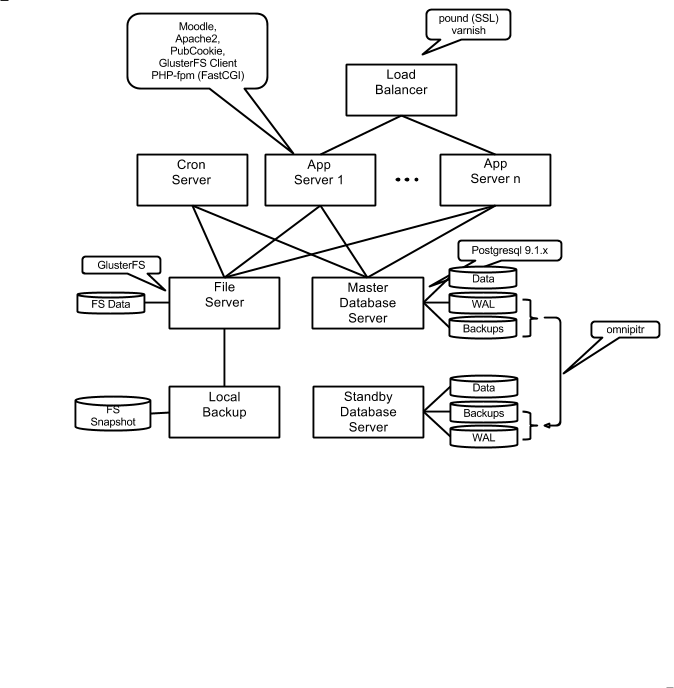 Moodle,
Apache2,
PubCookie,
GlusterFS Client
PHP-fpm (FastCGI)
pound (SSL)
varnish
Load
Balancer
Cron
Server
App
Server 1
App
Server n
GlusterFS
Postgresql 9.1.x
File
Server
FS Data
Master
Database
Server
Data
WAL
Backups
omnipitr
Local
Backup
FS
Snapshot
Standby
Database
Server
Data
Backups
WAL